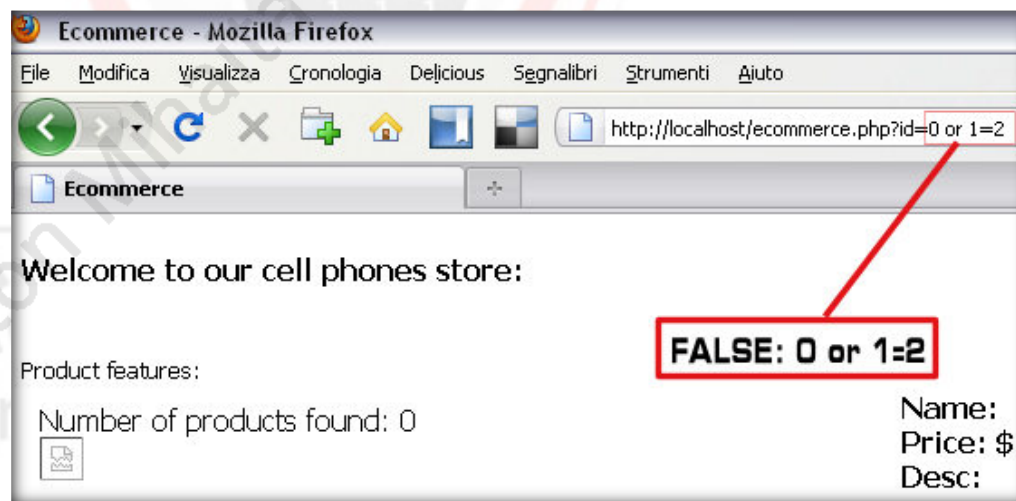 Ecommerce - Mozilla Firefox
File Modifica Visualizza Cronologia Delicious Segnalibri Strumenti Aiuto
http://localhost/ecommerce.php?id=0 or 1=2
Ecommerce
Welcome to our cell phones store:
FALSE: 0 or 1=2
Product features:
Number of products found: 0
Name:
Price: $
Desc: